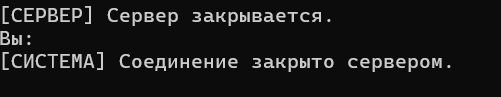 [СЕРВЕР] Сервер закрывается.
Вы:
[СИСТЕМА] Соединение закрыто сервером.